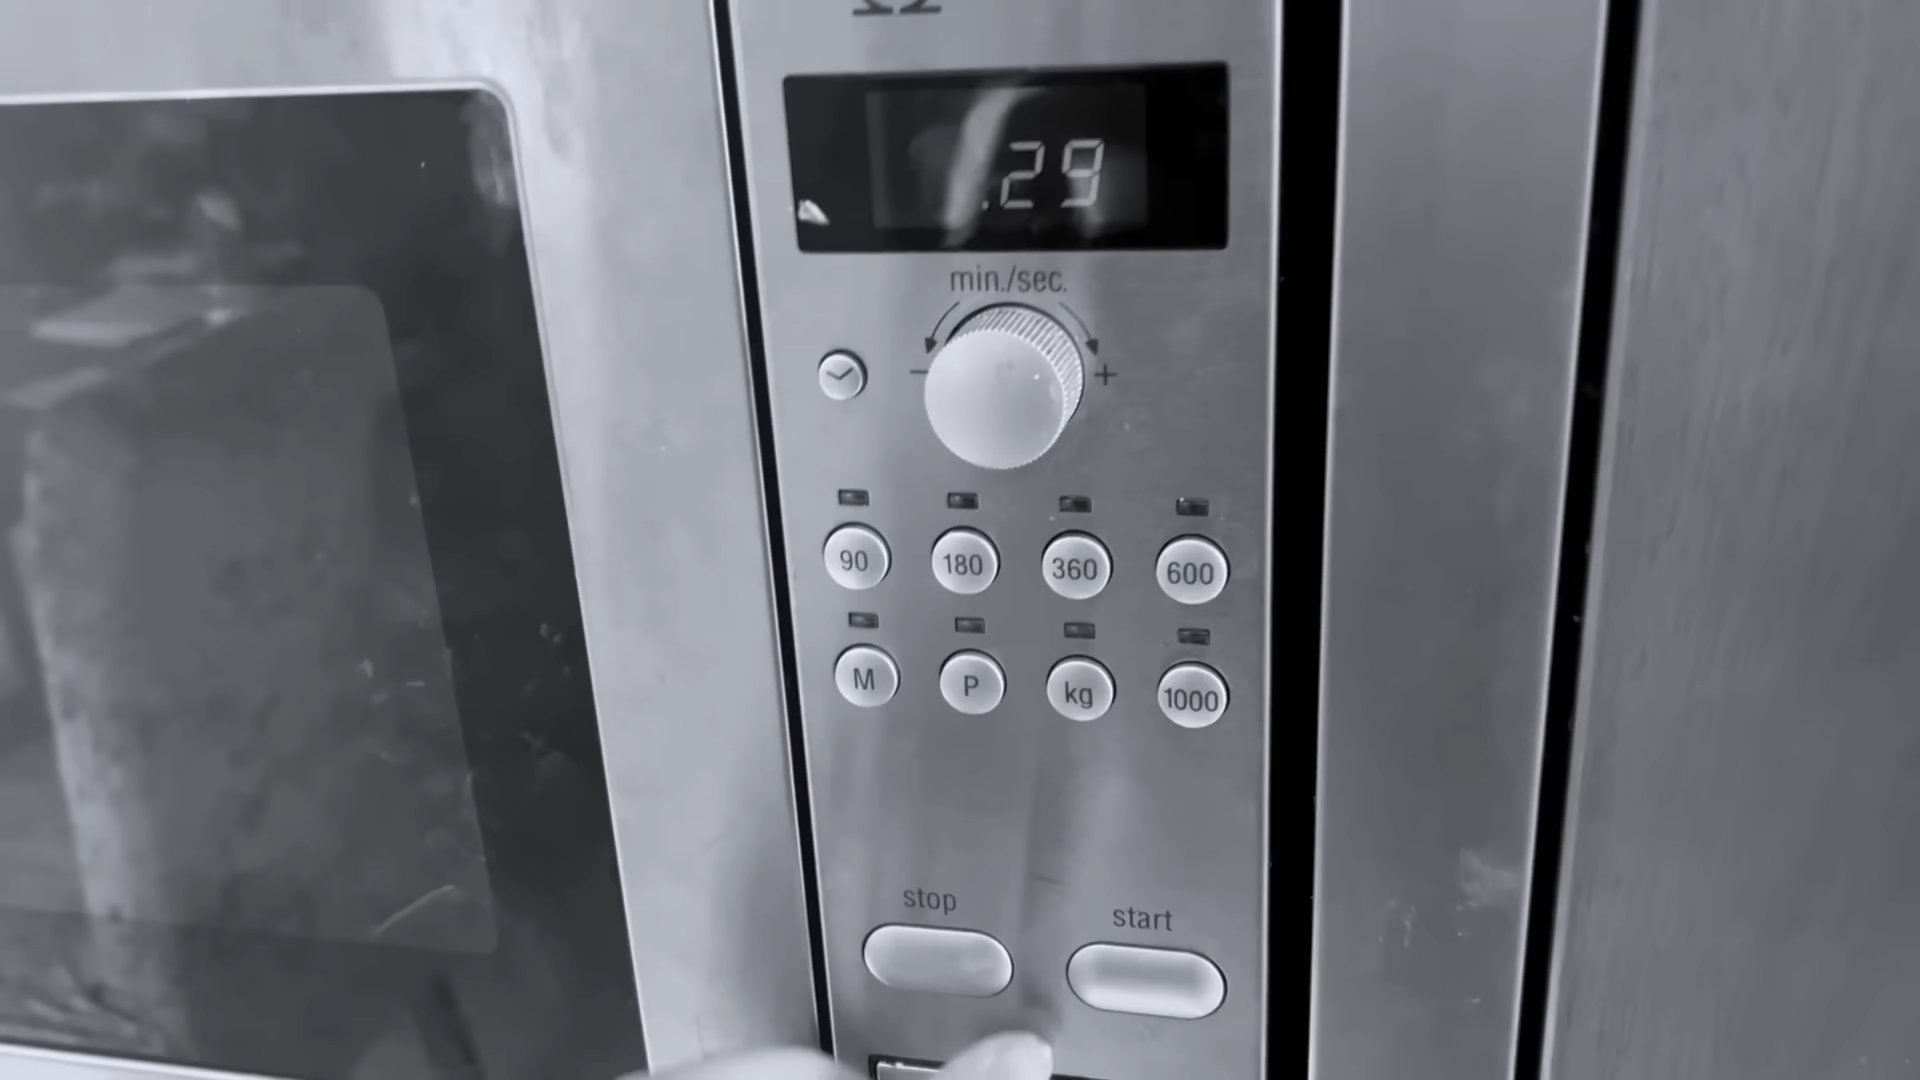 .29
min./sec.
- +
90 180 360 600
M P kg 1000
stop start